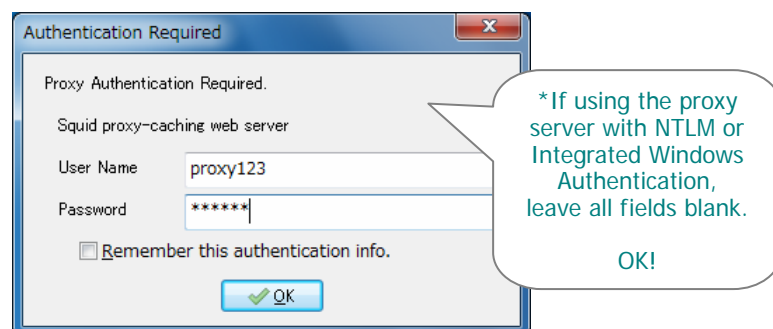 Authentication Required
Proxy Authentication Required.
Squid proxy-caching web server
User Name proxy123
Password ******
Remember this authentication info.
OK
*If using the proxy
server with NTLM or
Integrated Windows
Authentication,
leave all fields blank.
OK!